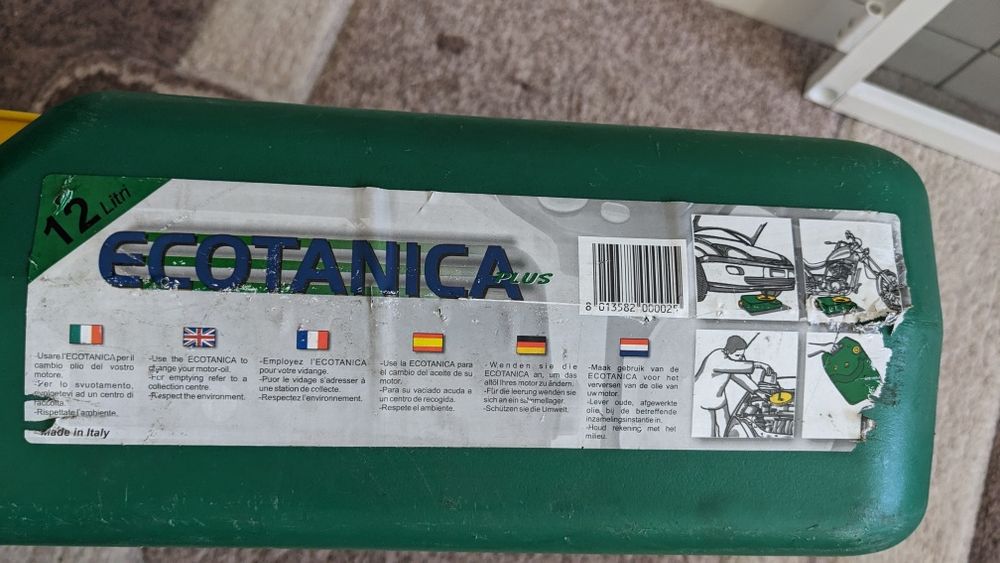 12 Litri
ECOTANICA PLUS
8 013582 000025
-Usare l'ECOTANICA per il
cambio olio del vostro
motore.
-Per lo svuotamento,
rivolgetevi ad un centro di
raccolta.
-Rispettate l'ambiente.
-Use the ECOTANICA to
change your motor-oil.
-For emptying refer to a
collection centre.
-Respect the environment.
-Employez l'ECOTANICA
pour votre vidange.
-Puor le vidage s'adresser à
une station de collecte.
-Respectez l'environnement.
-Use la ECOTANICA para
el cambio del aceite de su
motor.
-Para su vaciado acuda a
un centro de recogida.
-Respete el ambiente.
-Wenden sie die
ECOTANICA an, um das
altöl Ihres motor zu ändern.
-Für die leerung wenden sie
sich an ein sammellager
-Schützen sie die Umwelt.
-Maak gebruik van de
ECOTANICA voor het
verversen van de olie van
uw motor.
-Lever oude, afgewerkte
olie bij de betreffende
inzamelingsinstantie in.
-Houd rekening met het
milieu.
Made in Italy